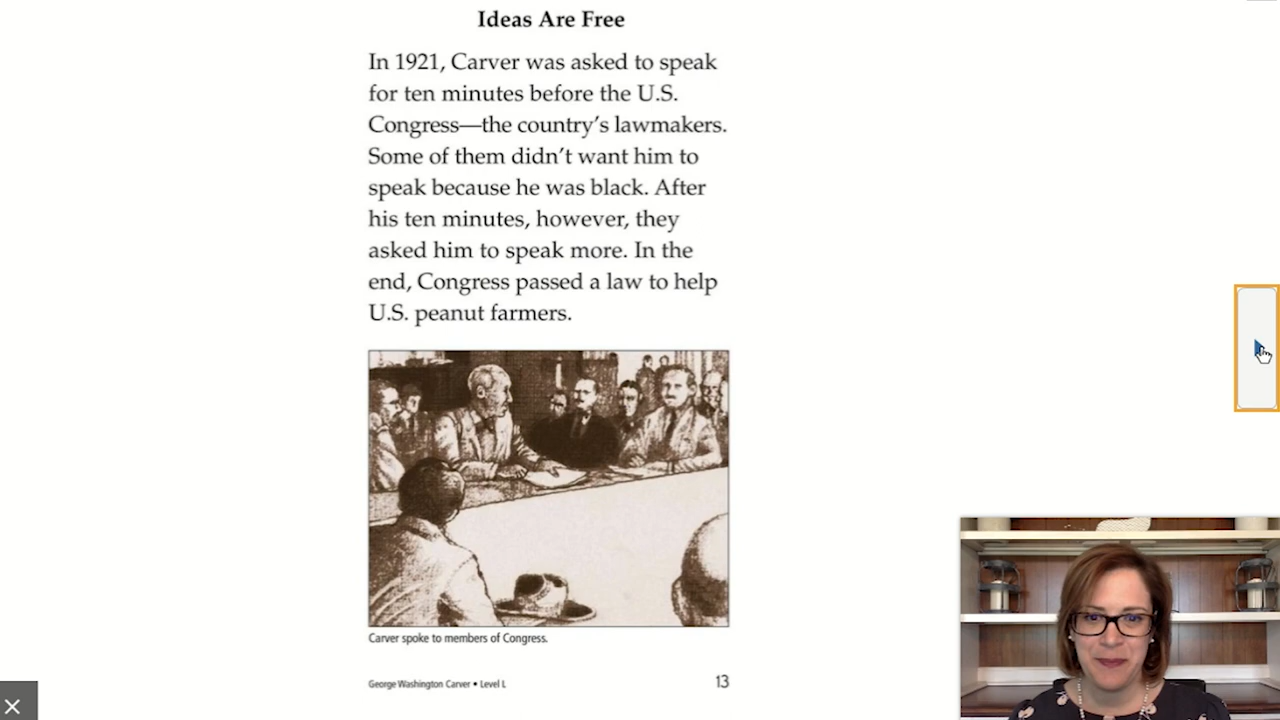 Ideas Are Free
In 1921, Carver was asked to speak
for ten minutes before the U.S.
Congress—the country's lawmakers.
Some of them didn't want him to
speak because he was black. After
his ten minutes, however, they
asked him to speak more. In the
end, Congress passed a law to help
U.S. peanut farmers.
Carver spoke to members of Congress.
George Washington Carver • Level L
13